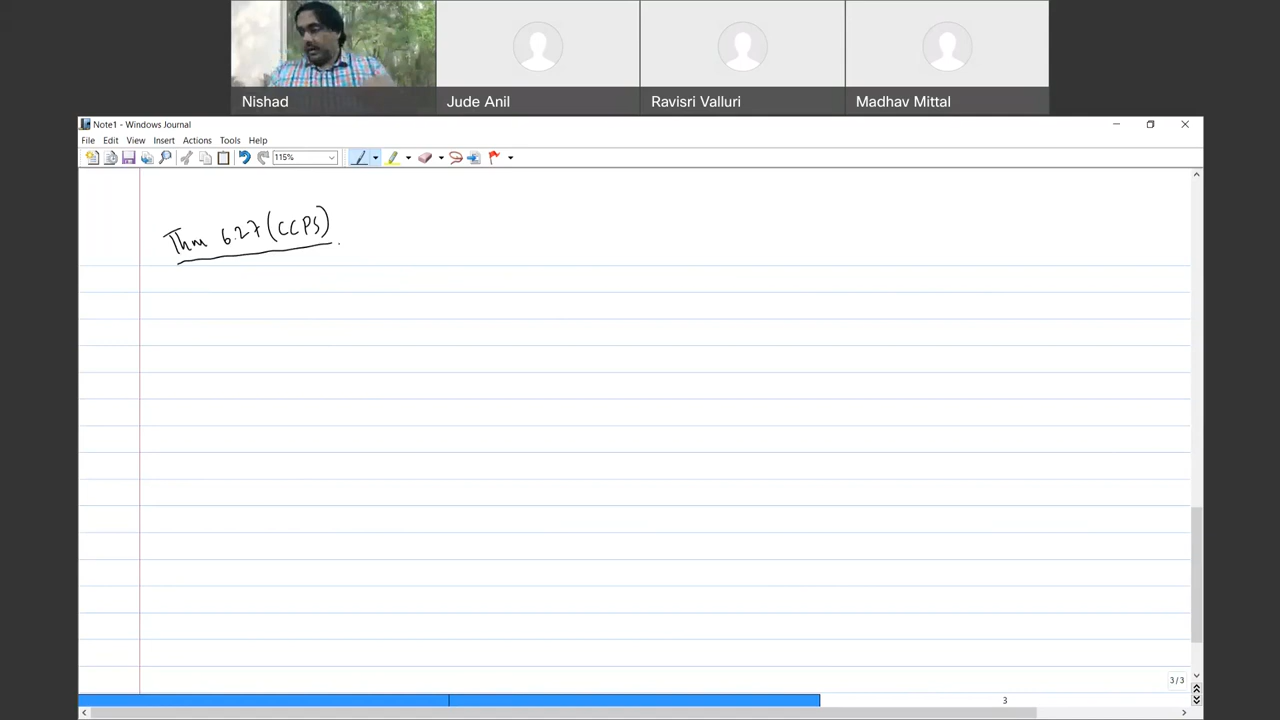 Nishad
Jude Anil
Ravisri Valluri
Madhav Mittal
Note1 - Windows Journal
File Edit View Insert Actions Tools Help
115%
Thm 6.27 (CCPS)
3 / 3
3